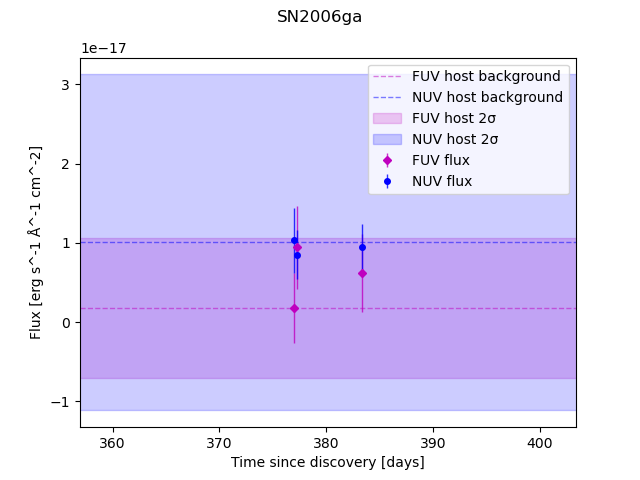 SN2006ga
1e−17
3
2
1
0
−1
Flux [erg s^-1 Å^-1 cm^-2]
FUV host background
NUV host background
FUV host 2σ
NUV host 2σ
FUV flux
NUV flux
360 370 380 390 400
Time since discovery [days]